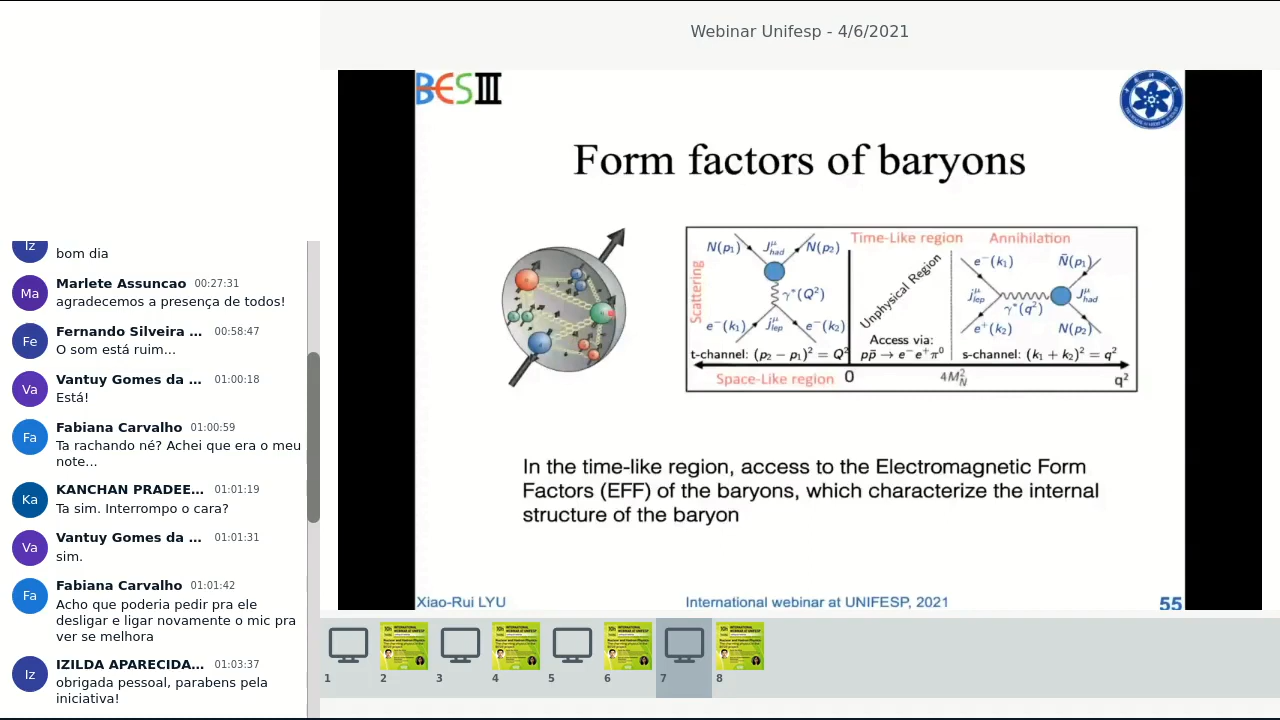 Webinar Unifesp - 4/6/2021
Iz
bom dia
Ma
Marlete Assuncao 00:27:31
agradecemos a presença de todos!
Fe
Fernando Silveira ... 00:58:47
O som está ruim...
Va
Vantuy Gomes da ... 01:00:18
Está!
Fa
Fabiana Carvalho 01:00:59
Ta rachando né? Achei que era o meu
note...
Ka
KANCHAN PRADEE... 01:01:19
Ta sim. Interrompo o cara?
Va
Vantuy Gomes da ... 01:01:31
sim.
Fa
Fabiana Carvalho 01:01:42
Acho que poderia pedir pra ele
desligar e ligar novamente o mic pra
ver se melhora
Iz
IZILDA APARECIDA... 01:03:37
obrigada pessoal, parabens pela
iniciativa!
BESIII
Form factors of baryons
Scattering
N(p₁) J^μ_had N(p₂)
γ*(Q²)
e⁻(k₁) j^μ_lep e⁻(k₂)
t-channel: (p₂ − p₁)² = Q²
Space-Like region
Time-Like region
Unphysical Region
Access via:
pp̄ → e⁻e⁺π⁰
Annihilation
e⁻(k₁) N̄(p₁)
j^μ_lep J^μ_had
γ*(q²)
e⁺(k₂) N(p₂)
s-channel: (k₁ + k₂)² = q²
0 4M²_N q²
In the time-like region, access to the Electromagnetic Form
Factors (EFF) of the baryons, which characterize the internal
structure of the baryon
Xiao-Rui LYU International webinar at UNIFESP, 2021 55
1 2 3 4 5 6 7 8